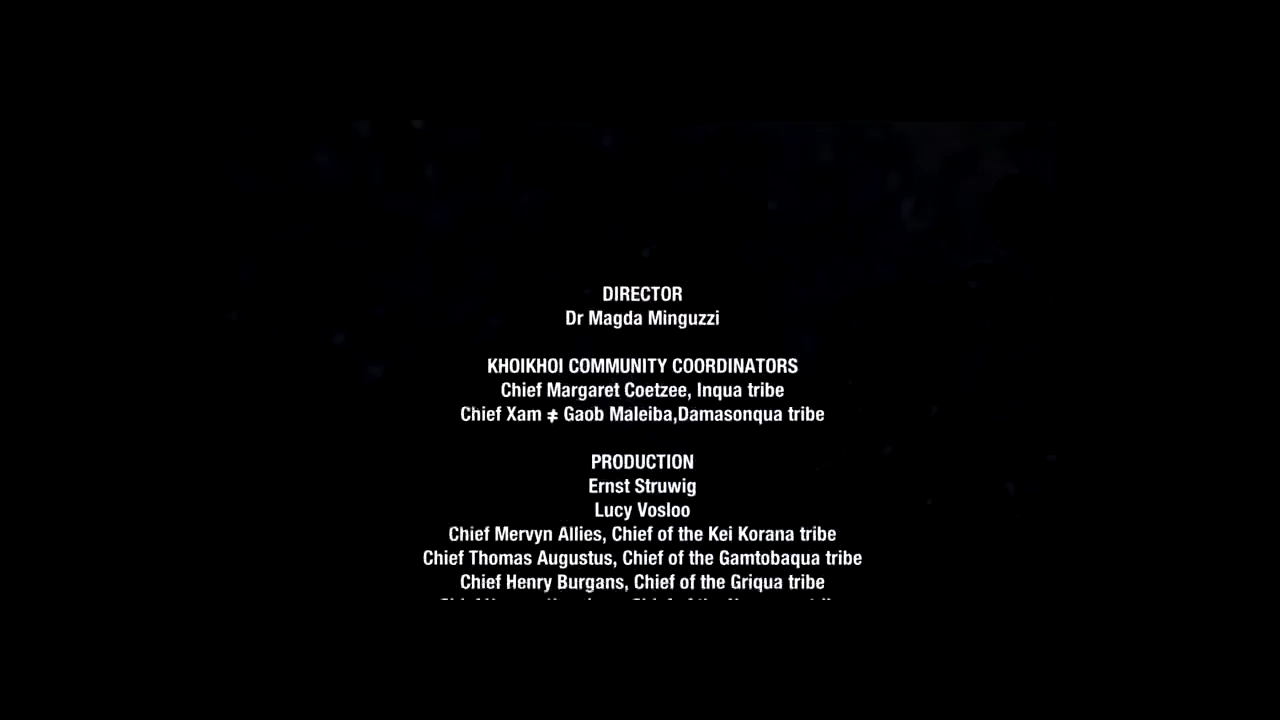 DIRECTOR
Dr Magda Minguzzi
KHOIKHOI COMMUNITY COORDINATORS
Chief Margaret Coetzee, Inqua tribe
Chief Xam ǂ Gaob Maleiba,Damasonqua tribe
PRODUCTION
Ernst Struwig
Lucy Vosloo
Chief Mervyn Allies, Chief of the Kei Korana tribe
Chief Thomas Augustus, Chief of the Gamtobaqua tribe
Chief Henry Burgans, Chief of the Griqua tribe